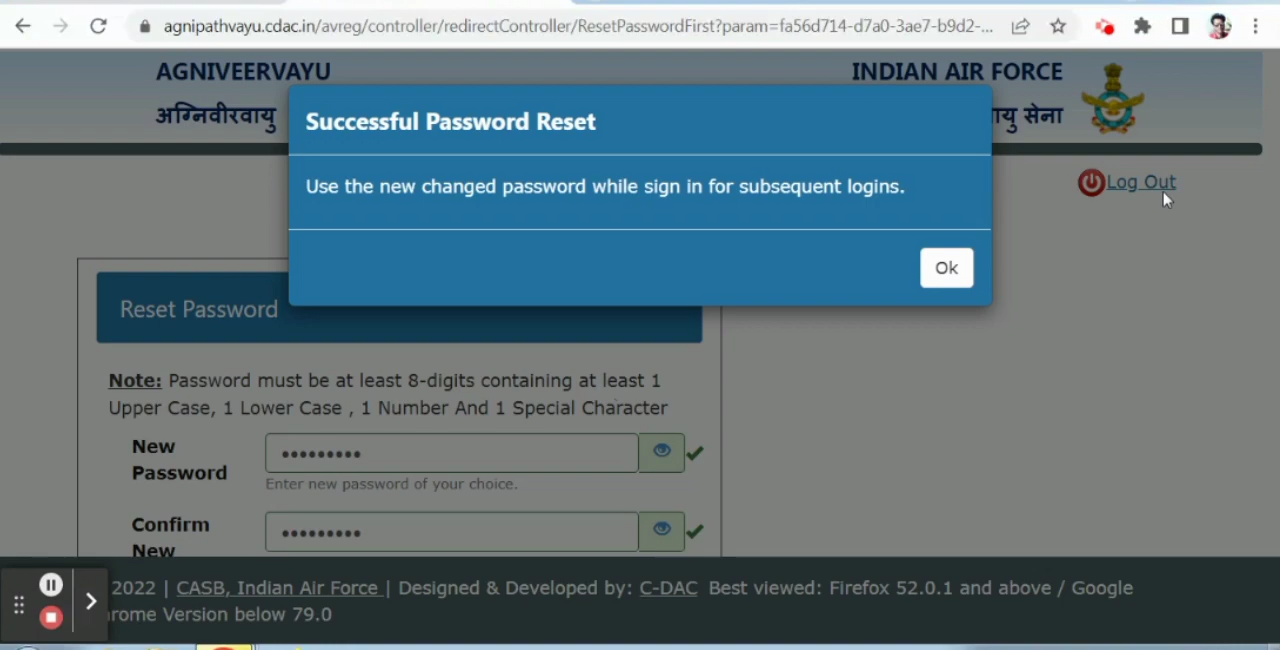 agnipathvayu.cdac.in/avreg/controller/redirectController/ResetPasswordFirst?param=fa56d714-d7a0-3ae7-b9d2-...
AGNIVEERVAYU
INDIAN AIR FORCE
अग्निवीरवायु
सेना
Successful Password Reset
Use the new changed password while sign in for subsequent logins.
Log Out
Ok
Reset Password
Note: Password must be at least 8-digits containing at least 1
Upper Case, 1 Lower Case , 1 Number And 1 Special Character
New
Password
Enter new password of your choice.
Confirm
New
2022 | CASB, Indian Air Force | Designed & Developed by: C-DAC Best viewed: Firefox 52.0.1 and above / Google
Version below 79.0